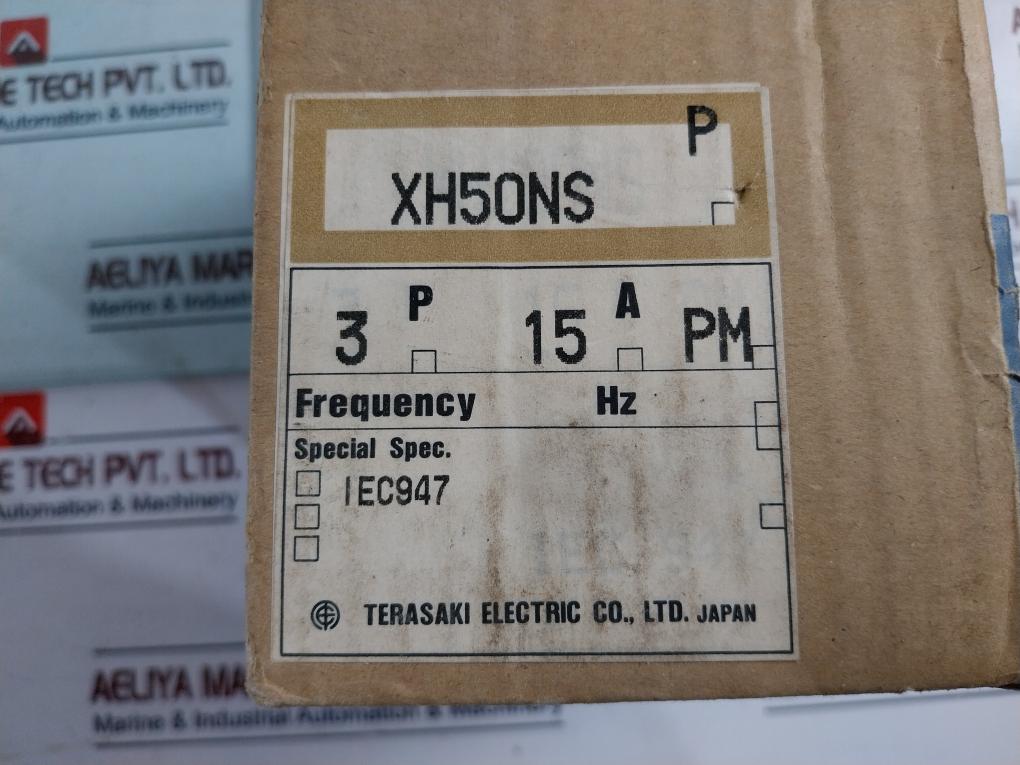 E TECH PVT. LTD.
Automation & Machinery
AELIYA MAR
Marine & Industrial
E TECH PVT. LTD.
Automation & Machinery
AELIYA MA
Marine & Industrial Automation & Machinery
P
XH50NS
3 P 15 A PM
Frequency Hz
Special Spec.
IEC947
TERASAKI ELECTRIC CO., LTD. JAPAN